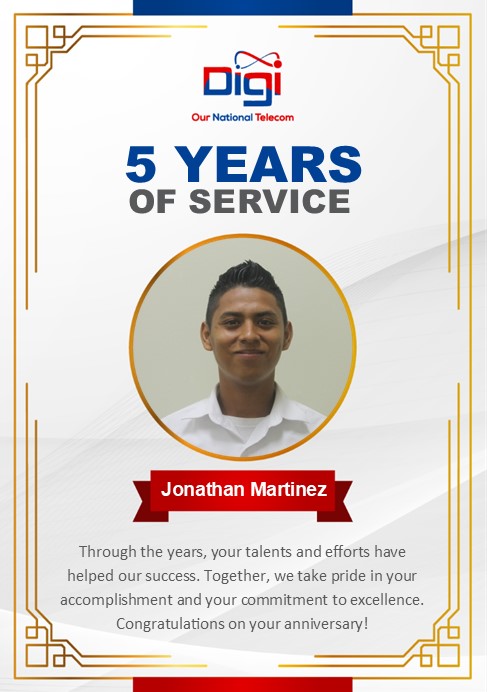 Digi
Our National Telecom
5 YEARS
OF SERVICE
Jonathan Martinez
Through the years, your talents and efforts have
helped our success. Together, we take pride in your
accomplishment and your commitment to excellence.
Congratulations on your anniversary!